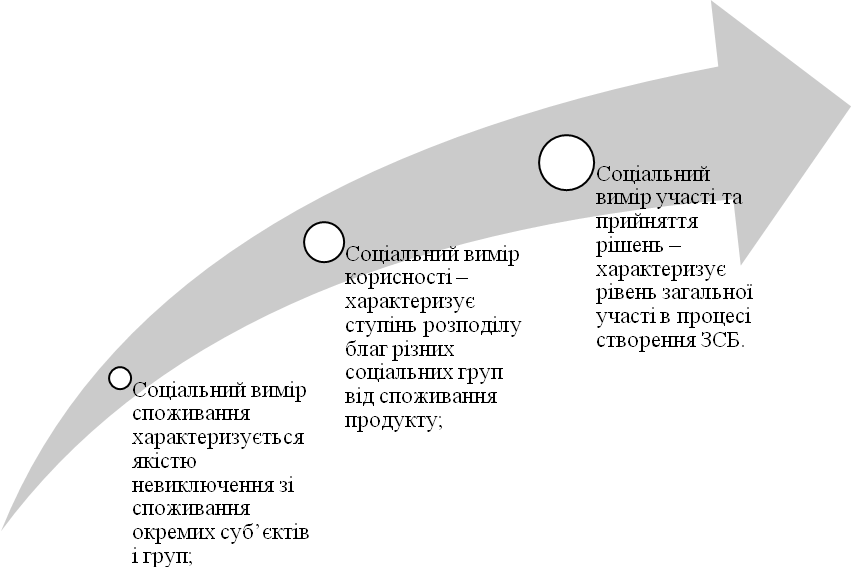 Соціальний вимір
споживання
характеризується
якістю
невиключення зі
споживання
окремих суб’єктів
і груп;
Соціальний вимір
корисності –
характеризує
ступінь розподілу
благ різних
соціальних груп
від споживання
продукту;
Соціальний
вимір участі та
прийняття
рішень –
характеризує
рівень загальної
участі в процесі
створення ЗСБ.